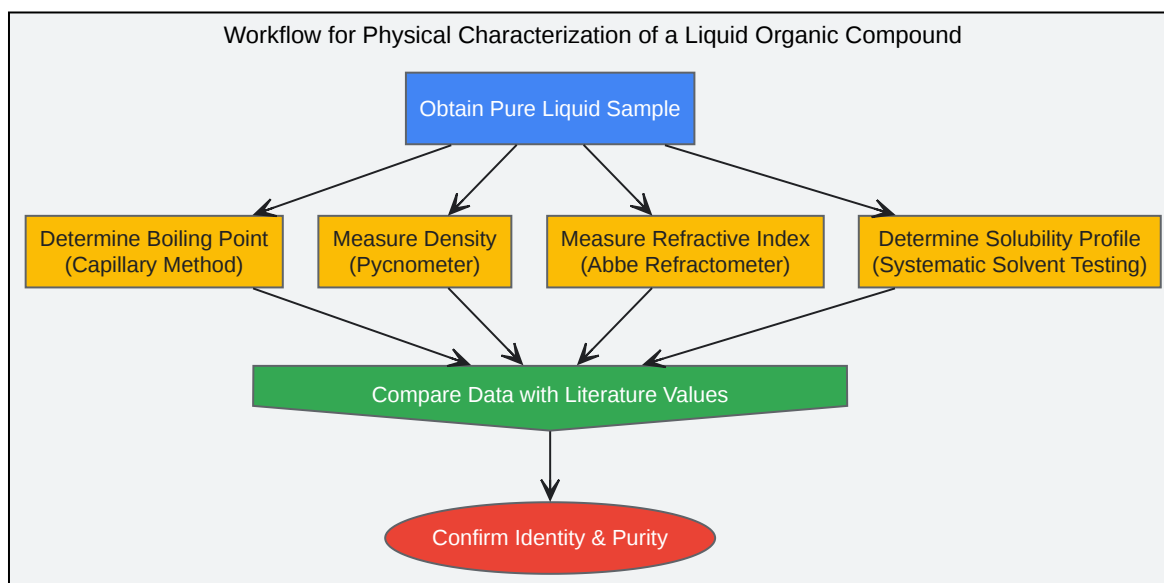 Workflow for Physical Characterization of a Liquid Organic Compound
Obtain Pure Liquid Sample
Determine Boiling Point
(Capillary Method)
Measure Density
(Pycnometer)
Measure Refractive Index
(Abbe Refractometer)
Determine Solubility Profile
(Systematic Solvent Testing)
Compare Data with Literature Values
Confirm Identity & Purity